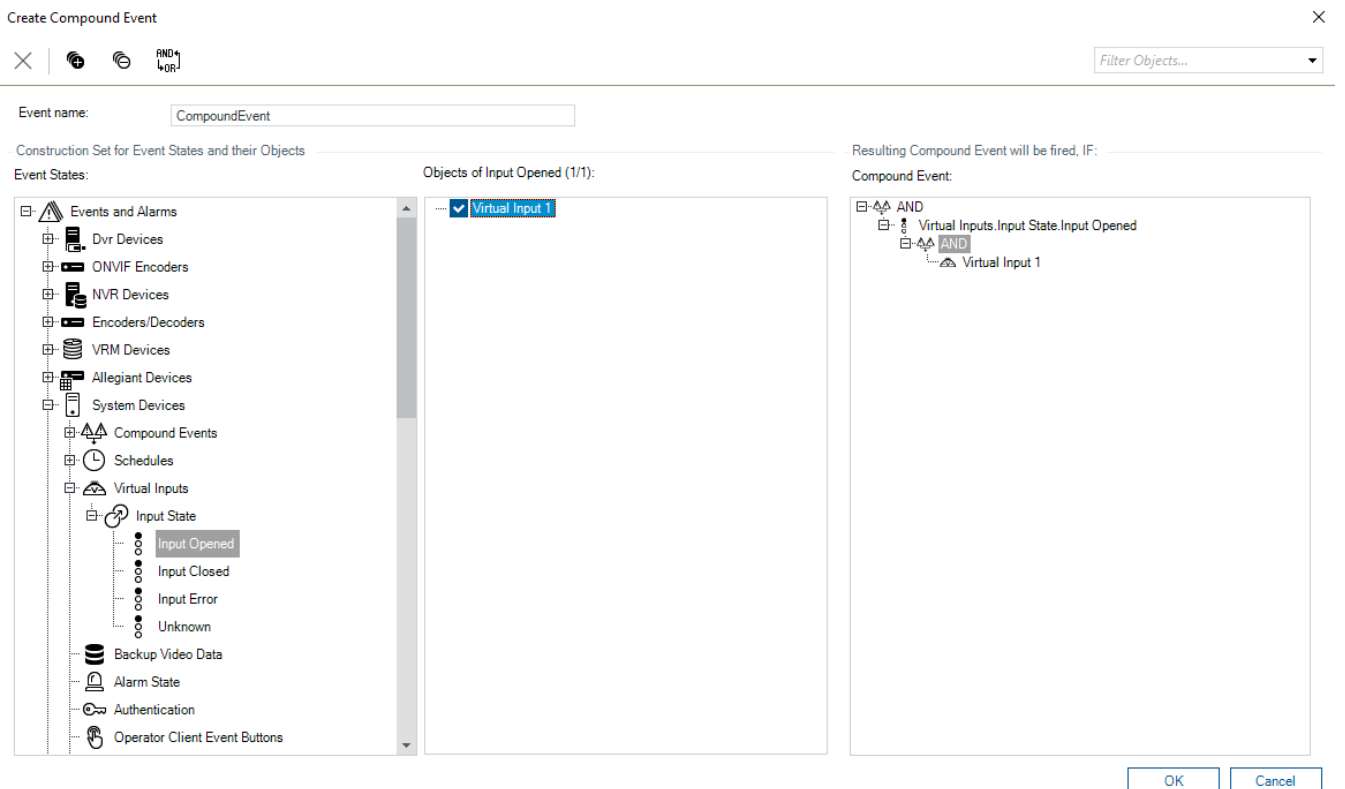 Create Compound Event
AND
OR
Filter Objects...
Event name:
CompoundEvent
Construction Set for Event States and their Objects
Resulting Compound Event will be fired, IF:
Event States:
Objects of Input Opened (1/1):
Compound Event:
Events and Alarms
Dvr Devices
ONVIF Encoders
NVR Devices
Encoders/Decoders
VRM Devices
Allegiant Devices
System Devices
Compound Events
Schedules
Virtual Inputs
Input State
Input Opened
Input Closed
Input Error
Unknown
Backup Video Data
Alarm State
Authentication
Operator Client Event Buttons
Virtual Input 1
AND
Virtual Inputs.Input State.Input Opened
AND
Virtual Input 1
OK
Cancel